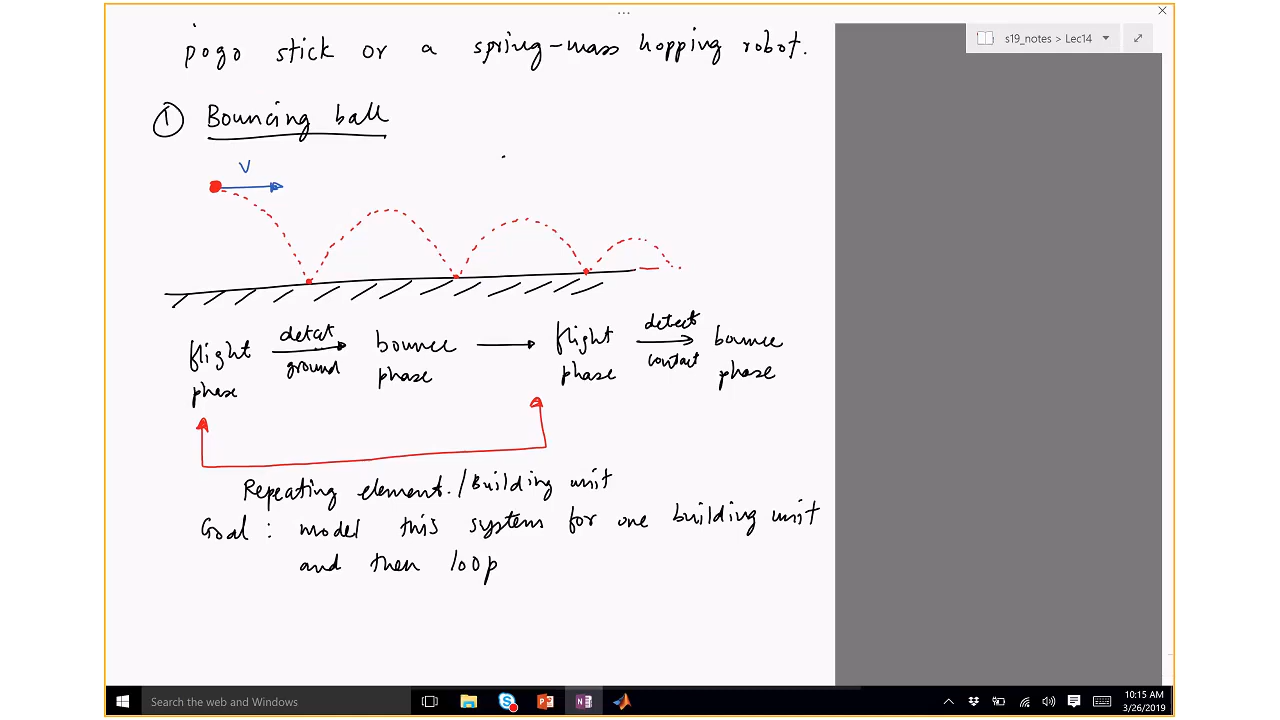 pogo stick or a spring-mass hopping robot.
s19_notes > Lec14
① Bouncing ball
V
flight phase
detect ground
bounce phase
flight phase
detect contact
bounce phase
Repeating element. / Building unit
Goal : model this system for one building unit
and then loop
Search the web and Windows
10:15 AM
3/26/2019